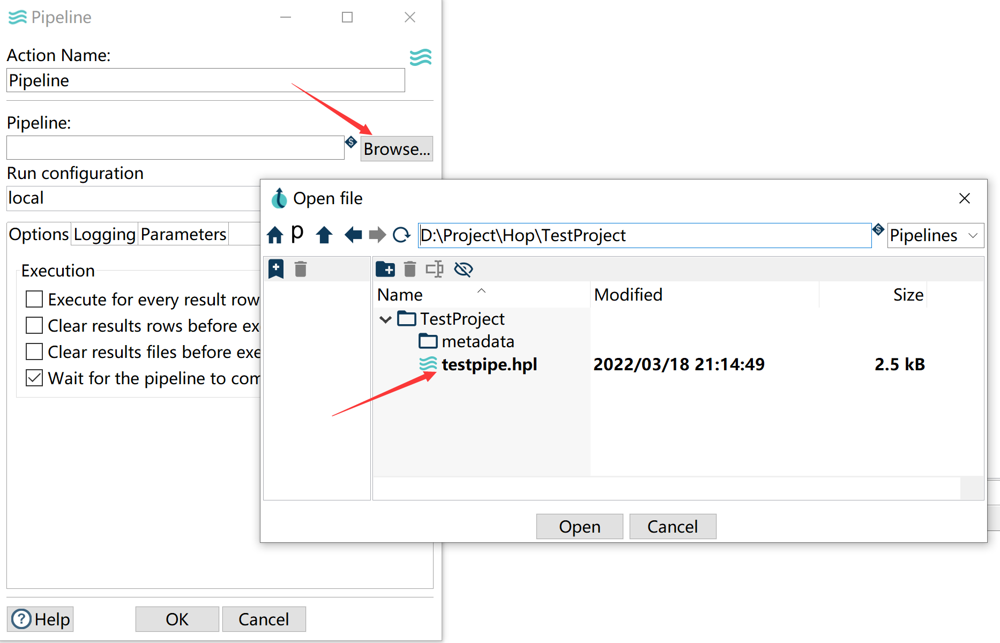 Pipeline
Action Name:
Pipeline
Pipeline:
$
Browse...
Run configuration
local
Options Logging Parameters
Execution
Execute for every result row
Clear results rows before ex
Clear results files before exe
Wait for the pipeline to com
? Help
OK
Cancel
Open file
p
D:\Project\Hop\TestProject
$
Pipelines
Name Modified Size
TestProject
metadata
testpipe.hpl 2022/03/18 21:14:49 2.5 kB
Open
Cancel